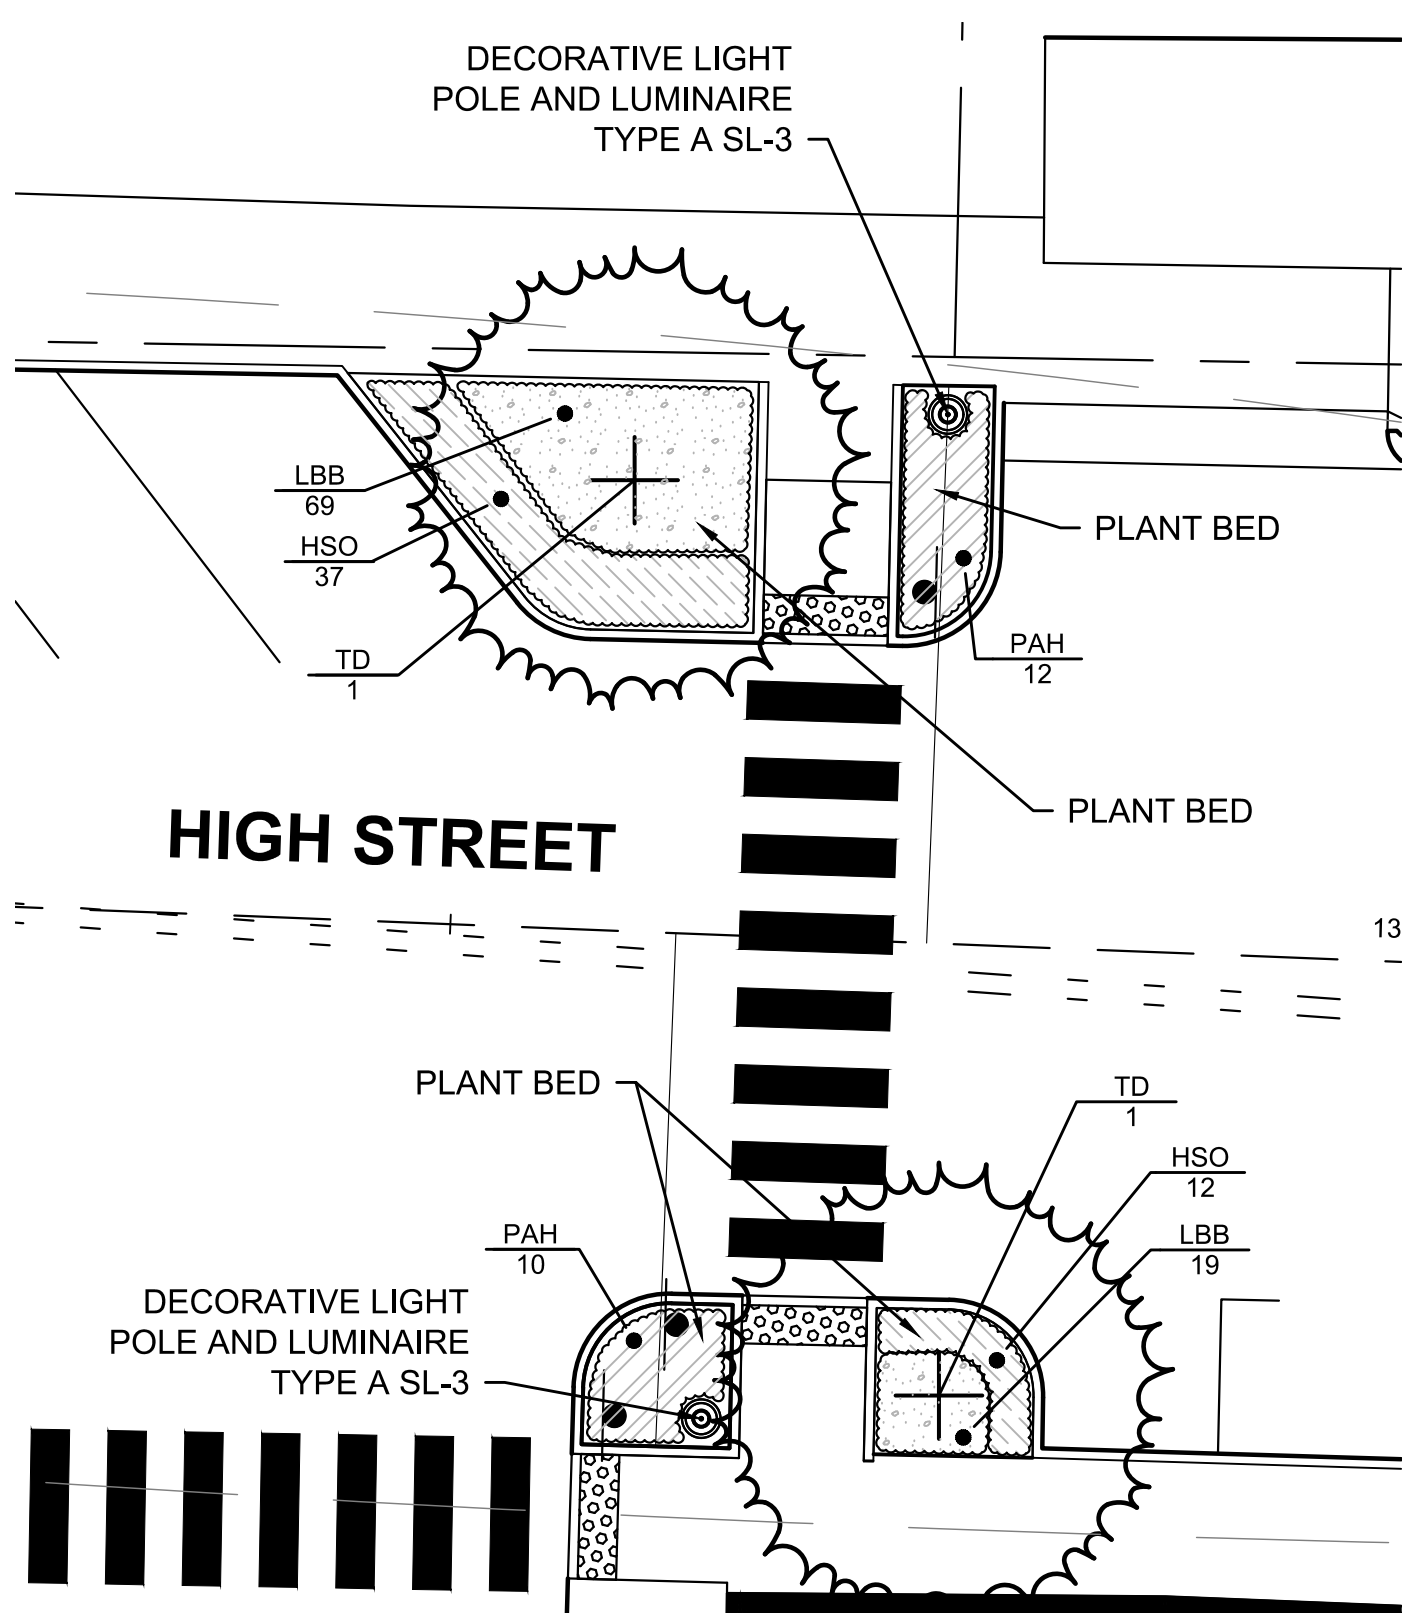 DECORATIVE LIGHT
POLE AND LUMINAIRE
TYPE A SL-3
LBB
69
HSO
37
TD
1
PLANT BED
PAH
12
PLANT BED
HIGH STREET
13
PLANT BED
TD
1
HSO
12
LBB
19
PAH
10
DECORATIVE LIGHT
POLE AND LUMINAIRE
TYPE A SL-3